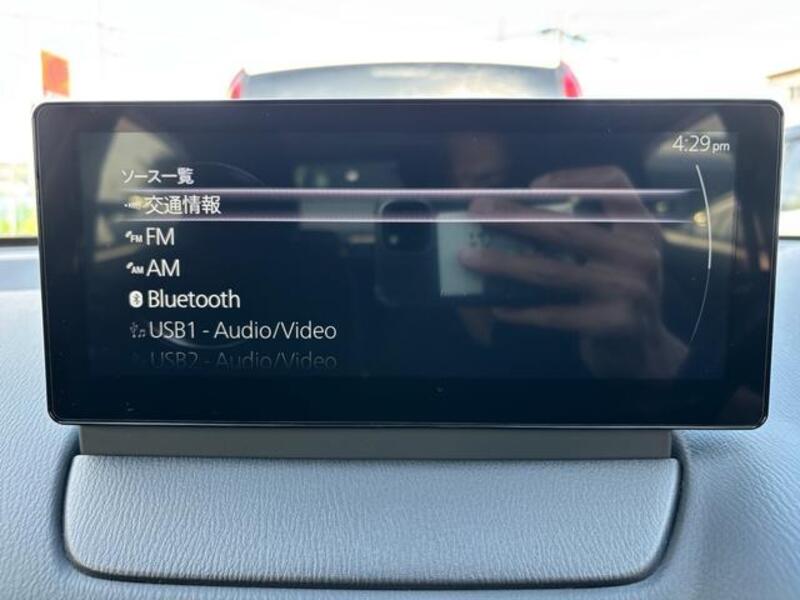 4:29pm
ソース一覧
交通情報
FM
AM
Bluetooth
USB1 - Audio/Video
USB2 - Audio/Video